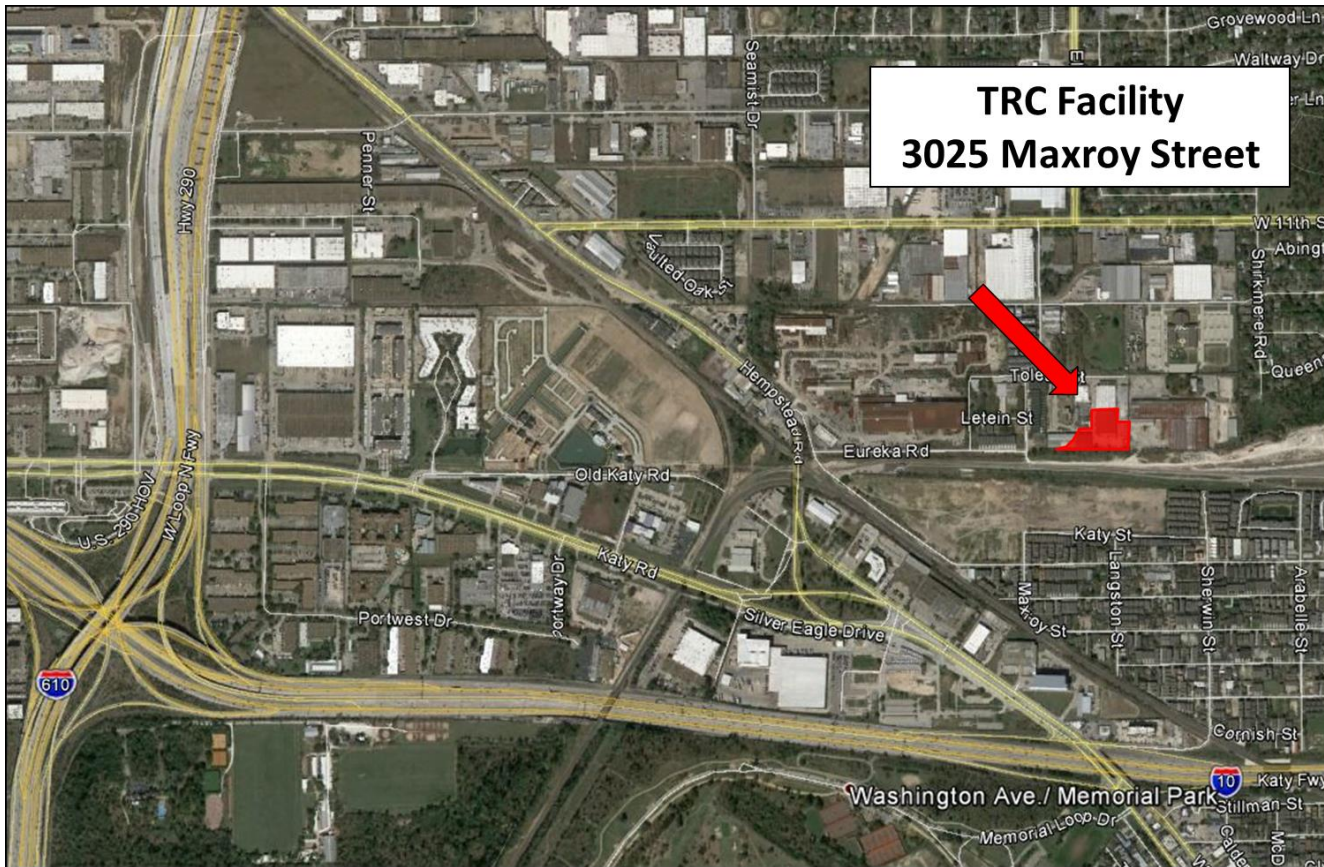 Grovewood Ln
Seamist Dr
Waltway Dr
TRC Facility
3025 Maxroy Street
Penner St
Hwy 290
W 11th S
Abingt
Vaulted Oak St
Shirkmere Rd
Queens
Hempstead Rd
Letein St
Eureka Rd
Old Katy Rd
U.S. 290 HOV
W Loop N Fwy
Katy St
Katy Rd
Maxroy St
Langston St
Sherwin St
Arabelle St
Portway Dr
Portwest Dr
Silver Eagle Drive
610
Cornish St
10
Katy Fwy
Washington Ave./ Memorial Park
Stillman St
Memorial Loop Dr